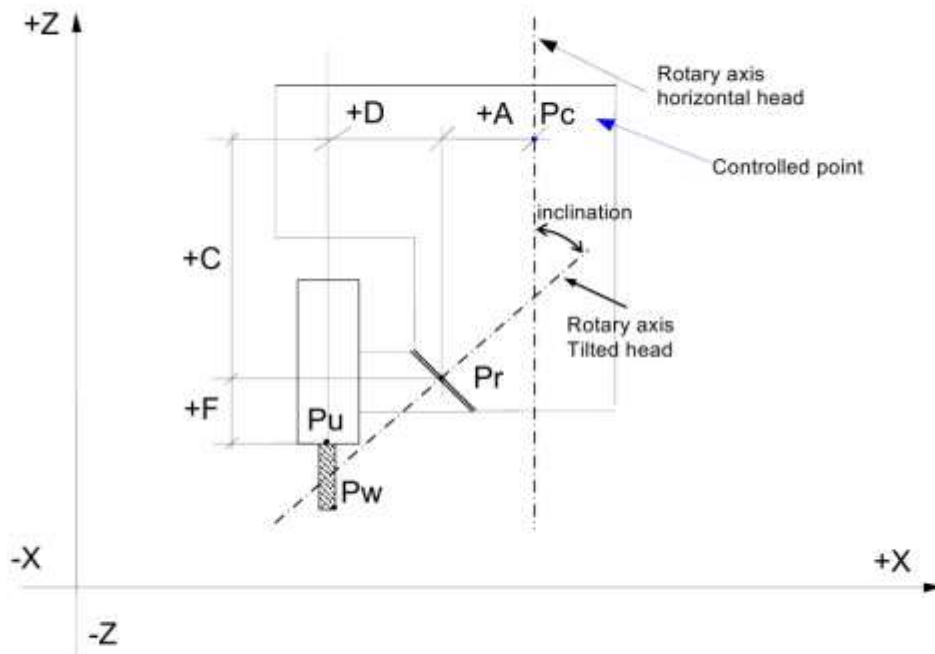 +Z
Rotary axis
horizontal head
+D
+A
Pc
Controlled point
inclination
+C
Rotary axis
Tilted head
Pr
+F
Pu
Pw
-X
+X
-Z